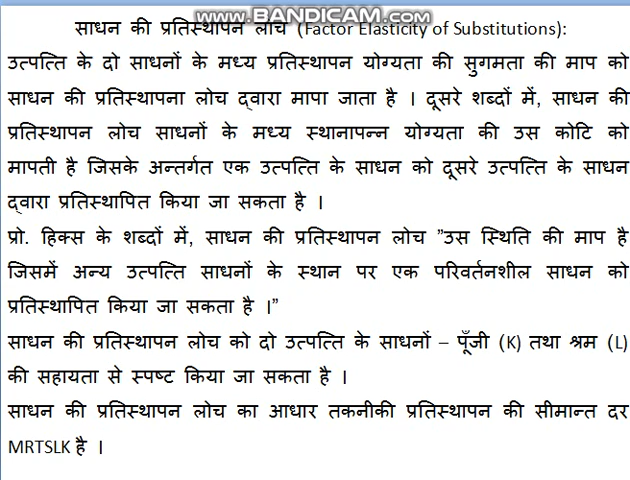 www.BANDICAM.com
साधन की प्रतिस्थापन लोच (Factor Elasticity of Substitutions):
उत्पत्ति के दो साधनों के मध्य प्रतिस्थापन योग्यता की सुगमता की माप को
साधन की प्रतिस्थापना लोच द्वारा मापा जाता है । दूसरे शब्दों में, साधन की
प्रतिस्थापन लोच साधनों के मध्य स्थानापन्न योग्यता की उस कोटि को
मापती है जिसके अन्तर्गत एक उत्पत्ति के साधन को दूसरे उत्पत्ति के साधन
द्वारा प्रतिस्थापित किया जा सकता है ।
प्रो. हिक्स के शब्दों में, साधन की प्रतिस्थापन लोच ”उस स्थिति की माप है
जिसमें अन्य उत्पत्ति साधनों के स्थान पर एक परिवर्तनशील साधन को
प्रतिस्थापित किया जा सकता है ।”
साधन की प्रतिस्थापन लोच को दो उत्पत्ति के साधनों – पूँजी (K) तथा श्रम (L)
की सहायता से स्पष्ट किया जा सकता है ।
साधन की प्रतिस्थापन लोच का आधार तकनीकी प्रतिस्थापन की सीमान्त दर
MRTSLK है ।